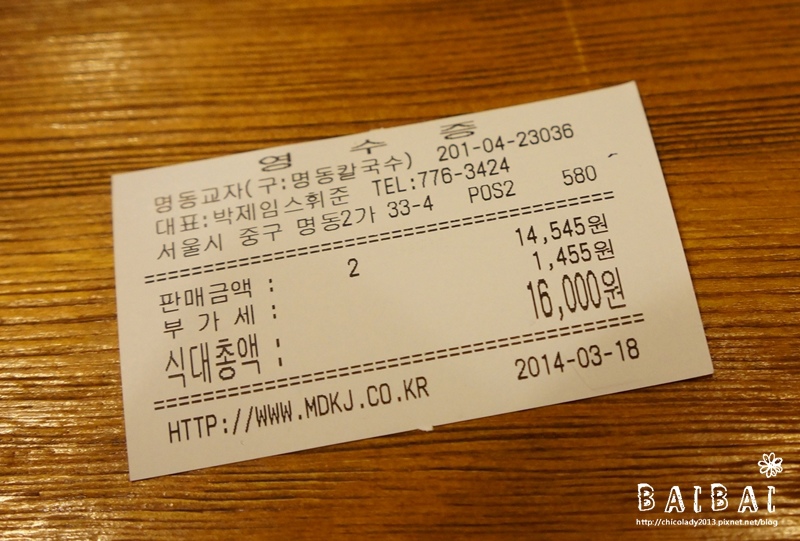 영 수 증
명동교자(구:명동칼국수) 201-04-23036
대표:박제임스휘준 TEL:776-3424
서울시 중구 명동2가 33-4 POS2 580
================================================
판매금액 : 2 14,545원
부 가 세 : 1,455원
식대총액 : 16,000원
================================================
HTTP://WWW.MDKJ.CO.KR 2014-03-18
BAIBAI
http://chicolady2013.pixnet.net/blog